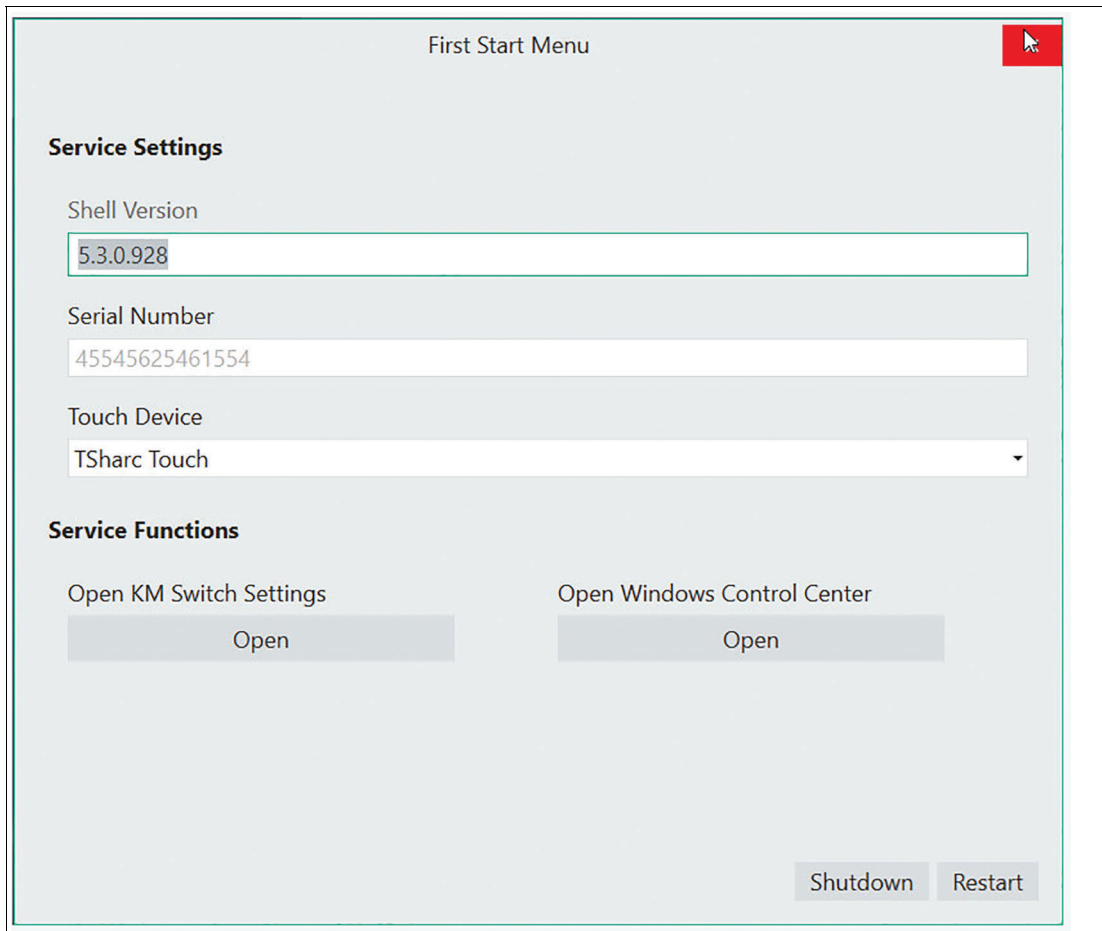 First Start Menu
Service Settings
Shell Version
5.3.0.928
Serial Number
45545625461554
Touch Device
TSharc Touch
Service Functions
Open KM Switch Settings
Open Windows Control Center
Open
Open
Shutdown
Restart